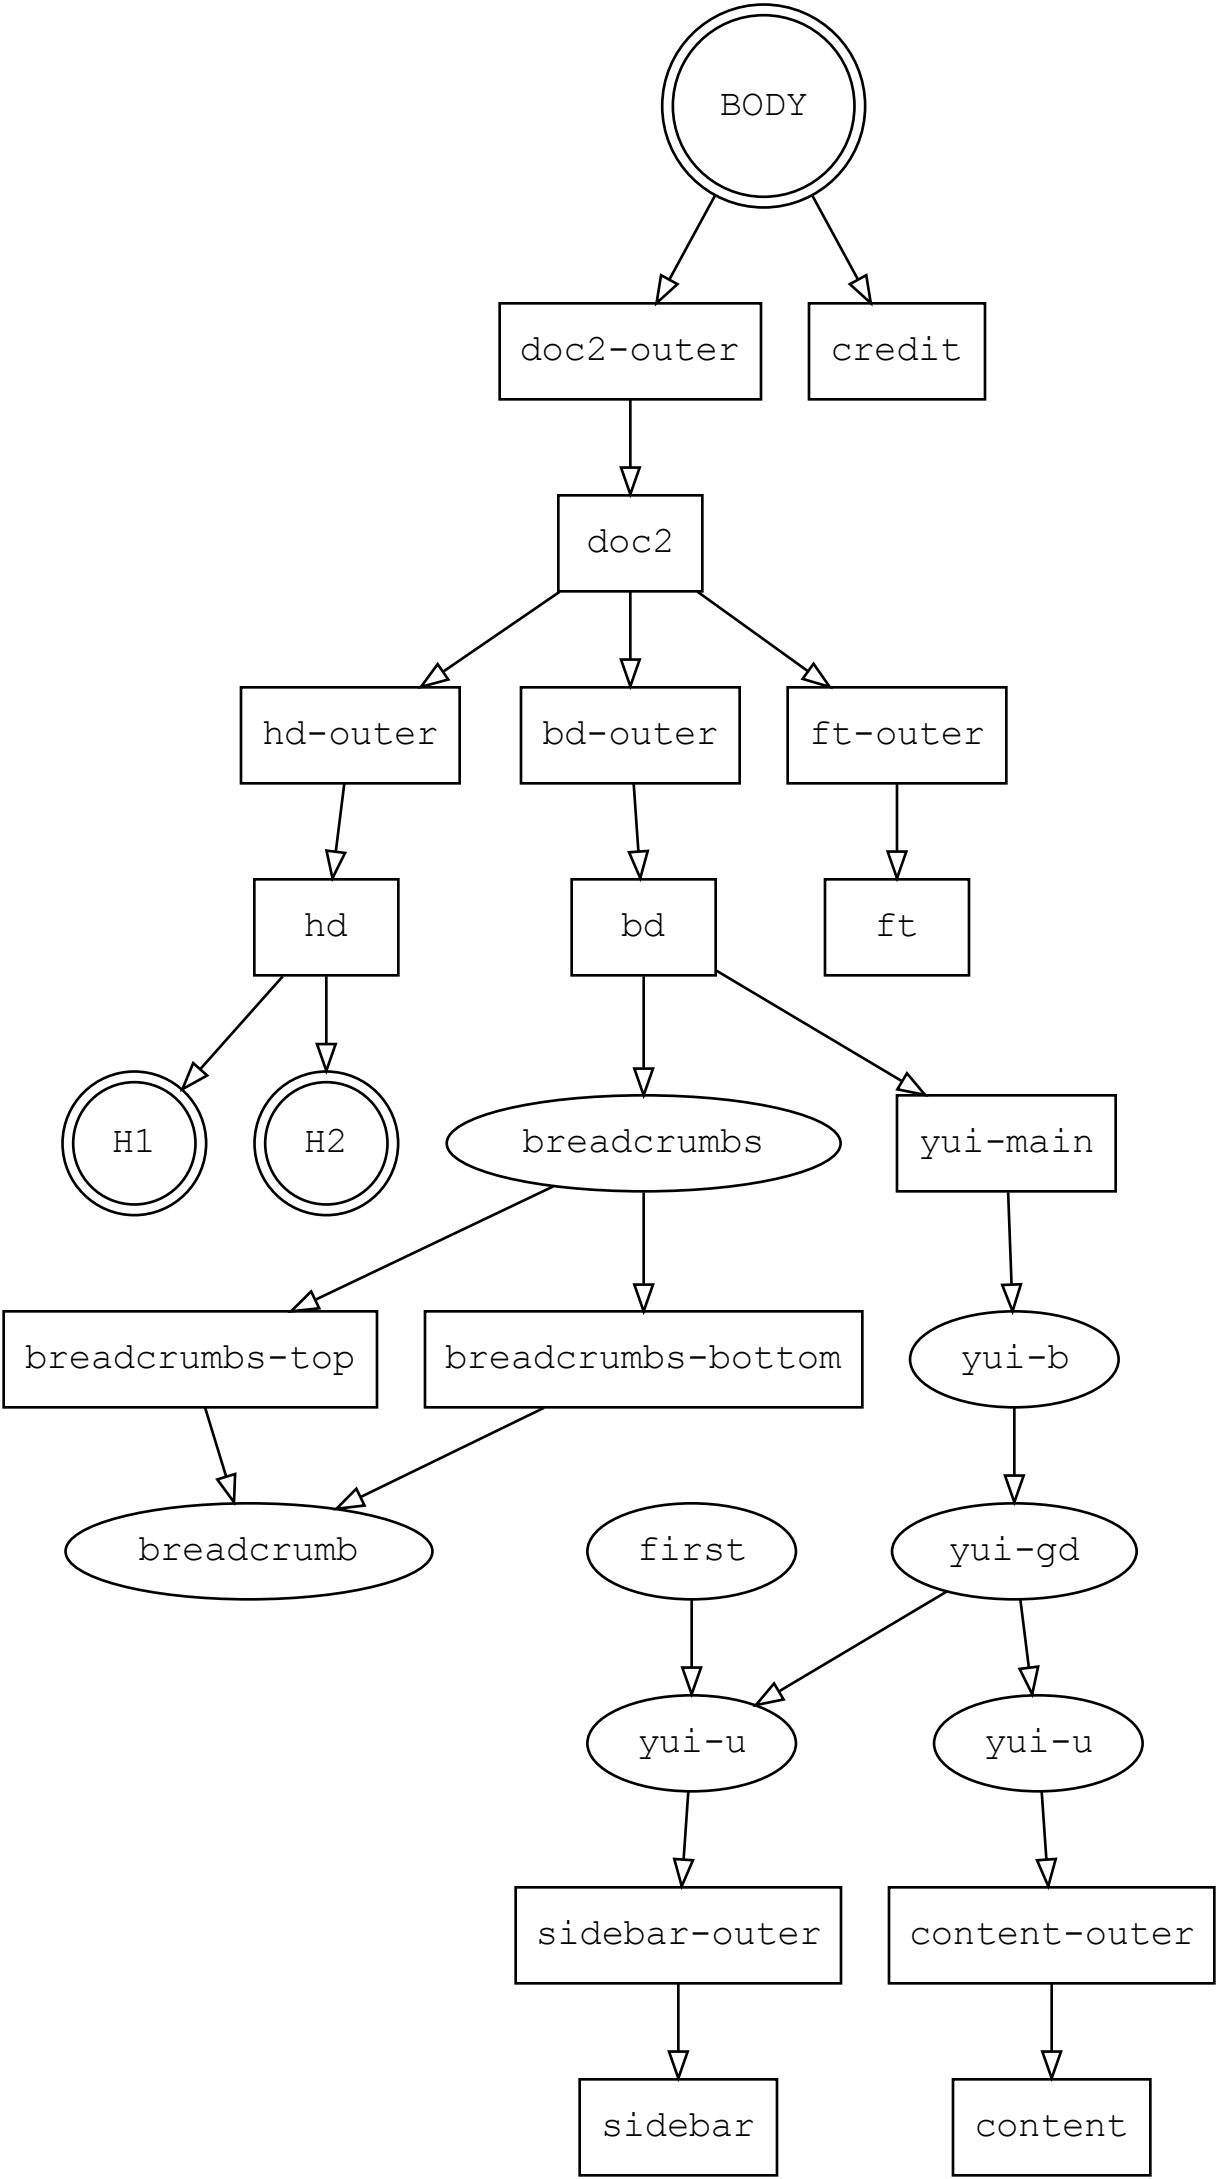 BODY
doc2-outer
credit
doc2
hd-outer
bd-outer
ft-outer
hd
bd
ft
H1
H2
breadcrumbs
yui-main
breadcrumbs-top
breadcrumbs-bottom
yui-b
breadcrumb
first
yui-gd
yui-u
yui-u
sidebar-outer
content-outer
sidebar
content